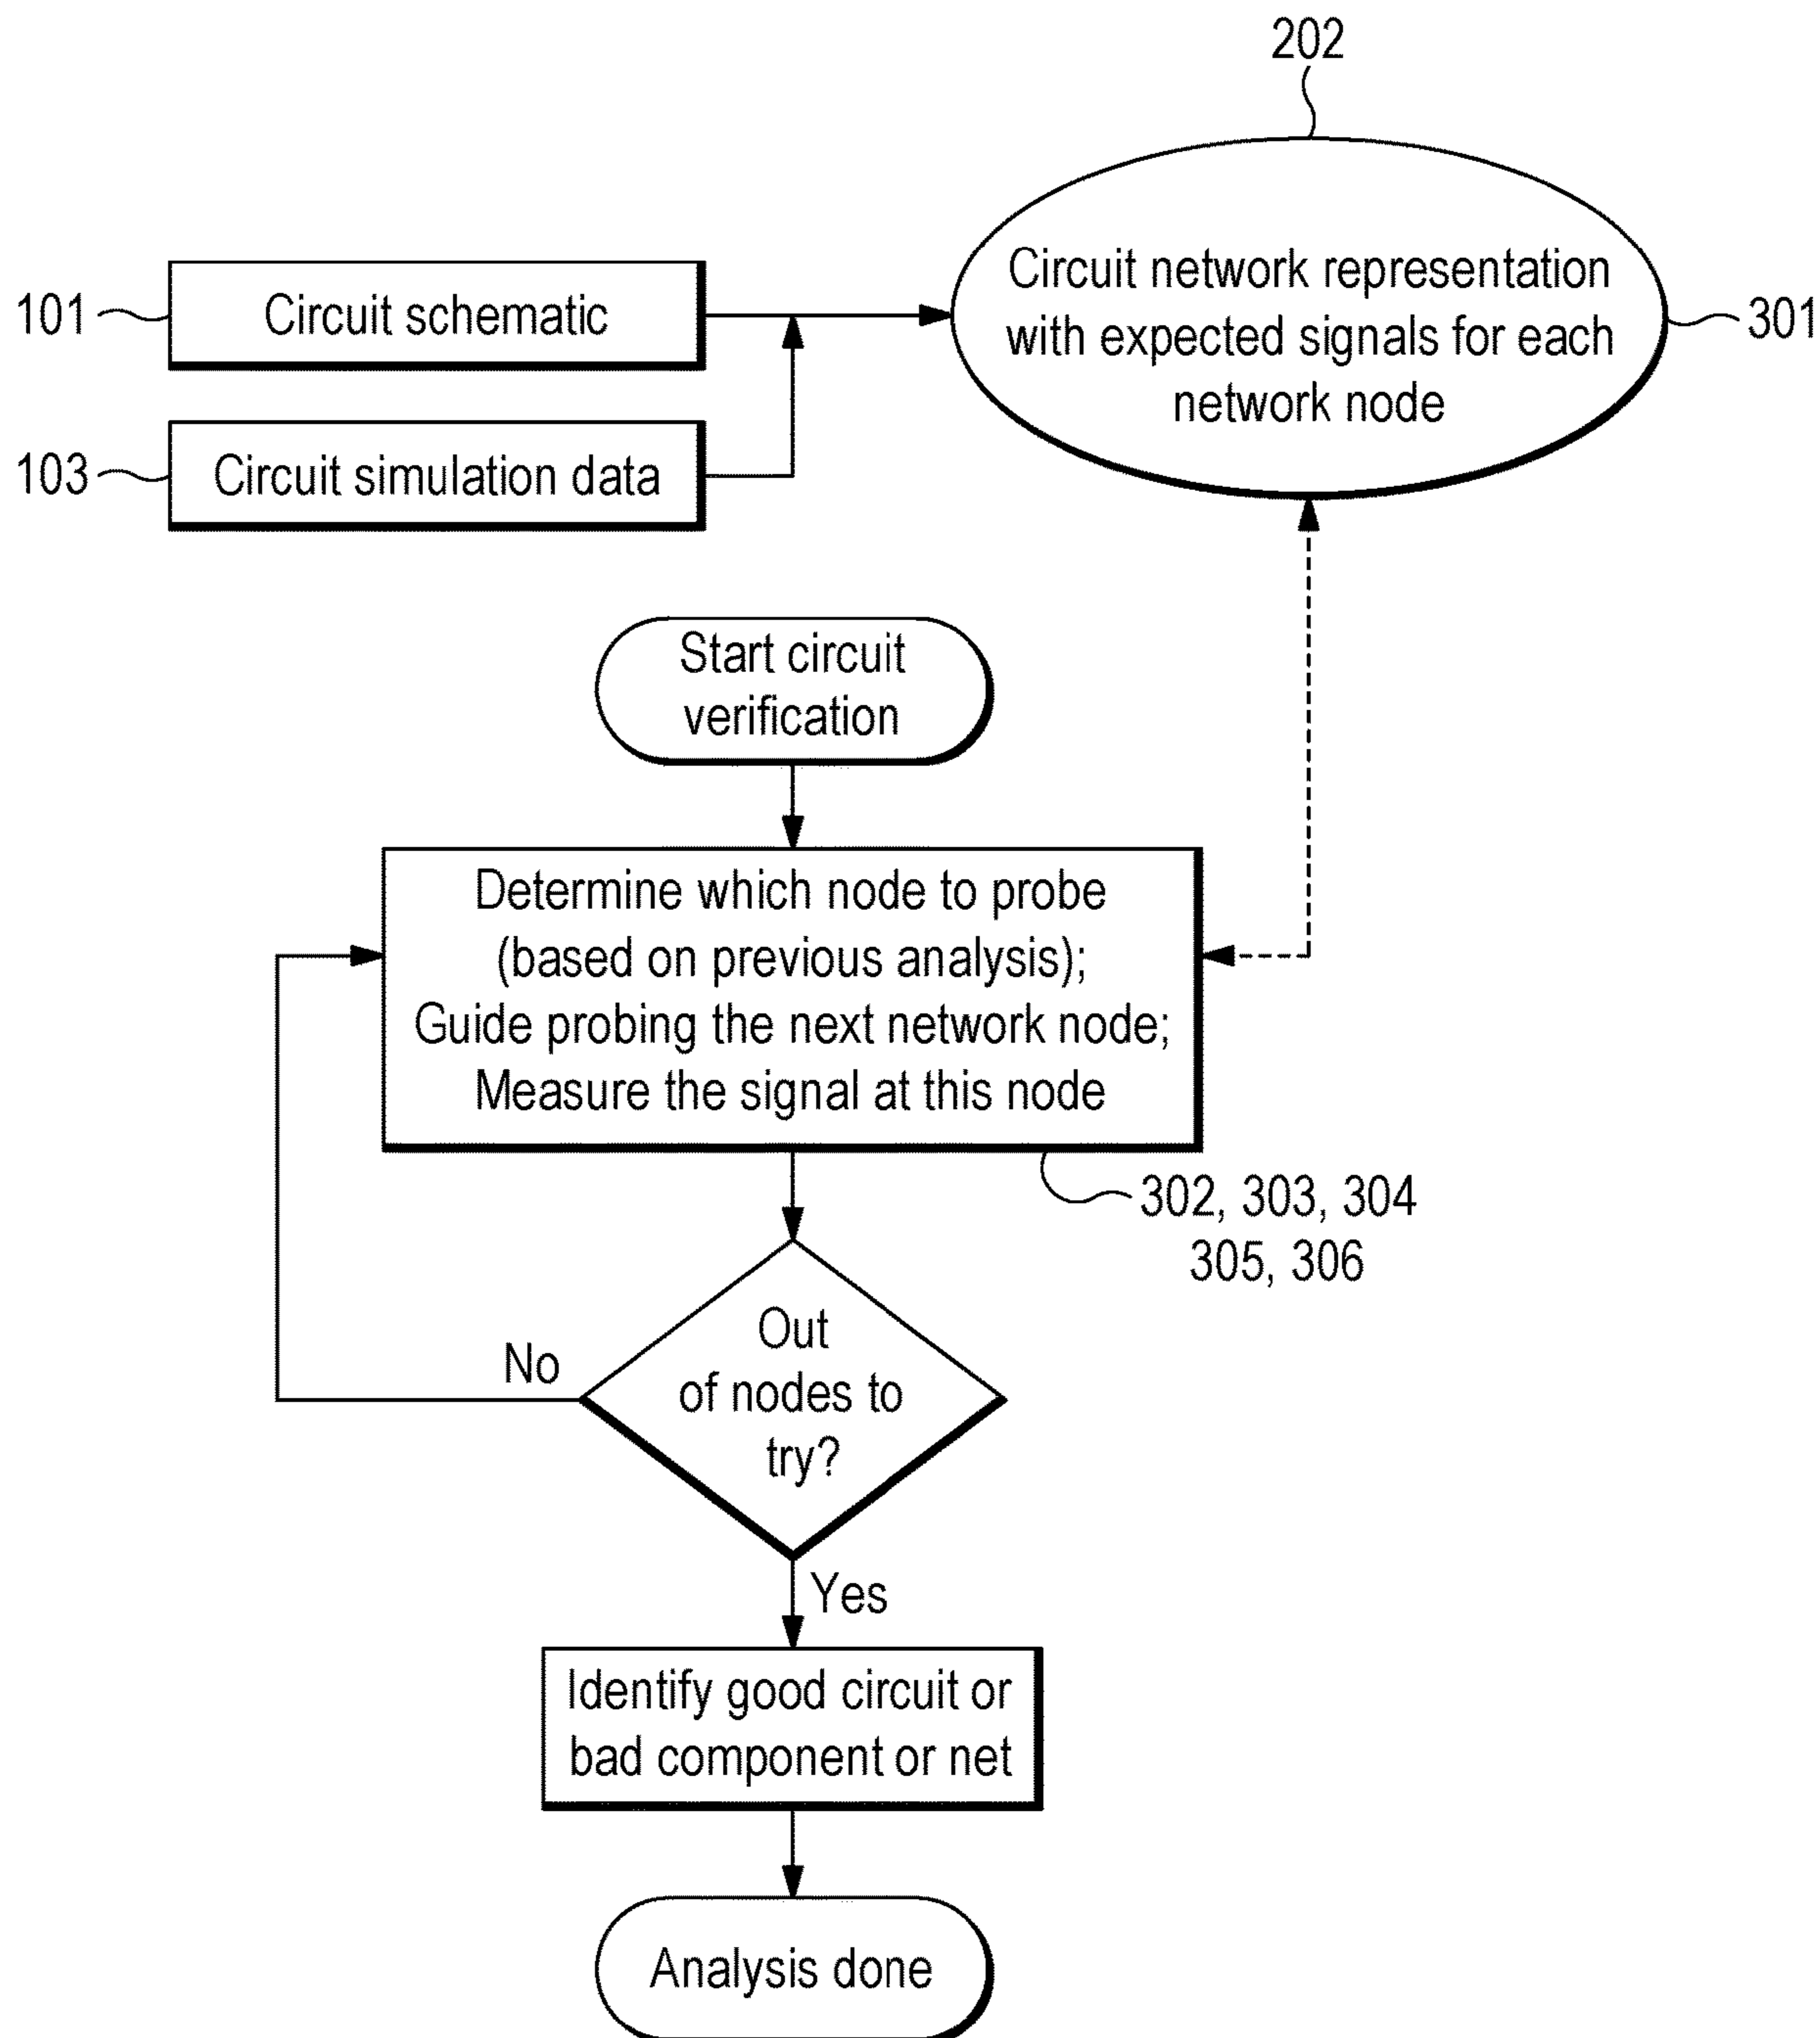 202
101
Circuit schematic
Circuit network representation
with expected signals for each
network node
301
103
Circuit simulation data
Start circuit
verification
Determine which node to probe
(based on previous analysis);
Guide probing the next network node;
Measure the signal at this node
302, 303, 304
305, 306
Out
of nodes to
try?
No
Yes
Identify good circuit or
bad component or net
Analysis done